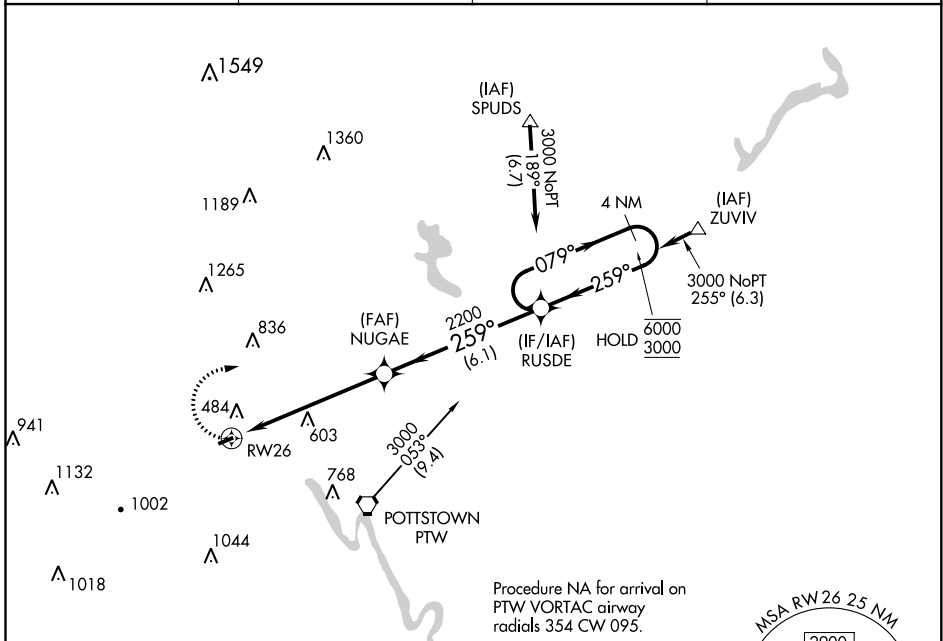 1549
(IAF)
SPUDS
1360
3000 NoPT
189°
(6.7)
1189
4 NM
(IAF)
ZUVIV
079°
259°
3000 NoPT
255° (6.3)
1265
(FAF)
NUGAE
2200
259°
(6.1)
(IF/IAF)
RUSDE
HOLD
6000
3000
836
484
603
RW26
941
3000
053°
(9.4)
1132
768
1002
POTTSTOWN
PTW
1044
1018
Procedure NA for arrival on
PTW VORTAC airway
radials 354 CW 095.
MSA RW26 25 NM